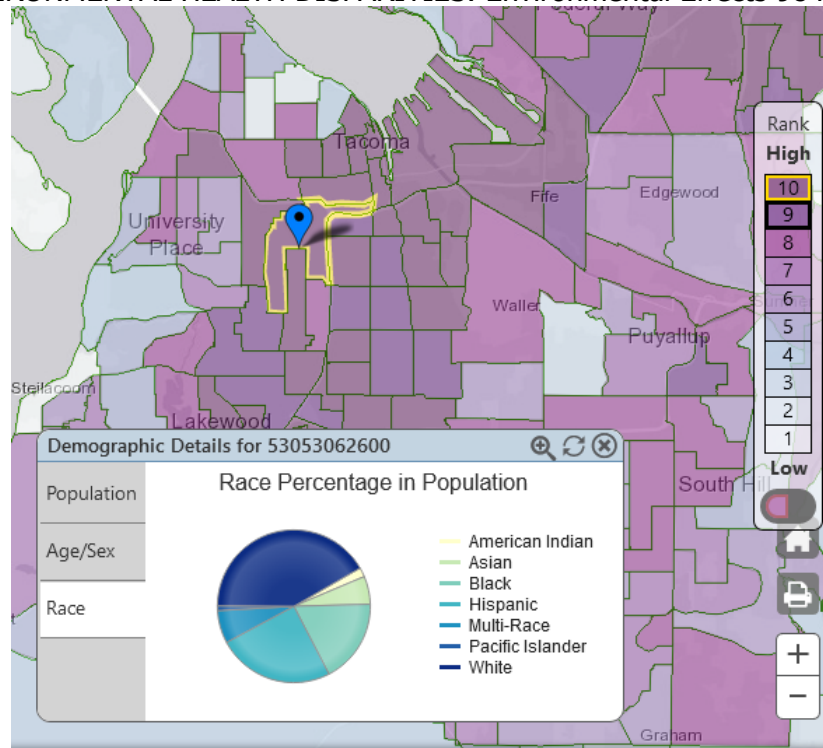 Tacoma
University
Place
Fife
Edgewood
Waller
Puyallup
Steilacoom
Lakewood
South Hill
Graham
Rank
High
10
9
8
7
6
5
4
3
2
1
Low
Demographic Details for 53053062600
Population
Age/Sex
Race
Race Percentage in Population
American Indian
Asian
Black
Hispanic
Multi-Race
Pacific Islander
White
+
−